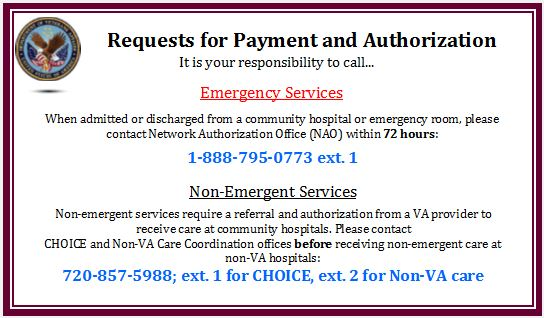 Requests for Payment and Authorization
It is your responsibility to call...
Emergency Services
When admitted or discharged from a community hospital or emergency room, please
contact Network Authorization Office (NAO) within 72 hours:
1-888-795-0773 ext. 1
Non-Emergent Services
Non-emergent services require a referral and authorization from a VA provider to
receive care at community hospitals. Please contact
CHOICE and Non-VA Care Coordination offices before receiving non-emergent care at
non-VA hospitals:
720-857-5988; ext. 1 for CHOICE, ext. 2 for Non-VA care